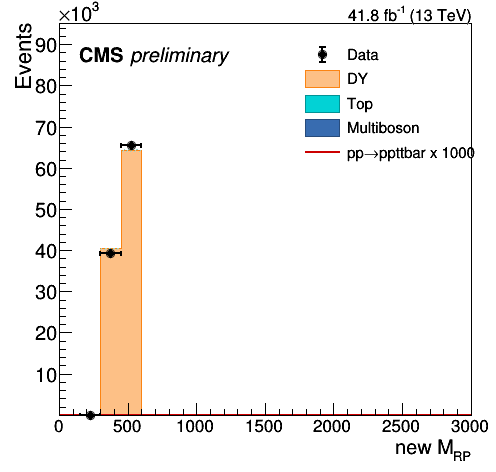 ×10³
41.8 fb⁻¹ (13 TeV)
Events
CMS preliminary
Data
DY
Top
Multiboson
pp→ppttbar x 1000
90
80
70
60
50
40
30
20
10
0 500 1000 1500 2000 2500 3000
new M_RP